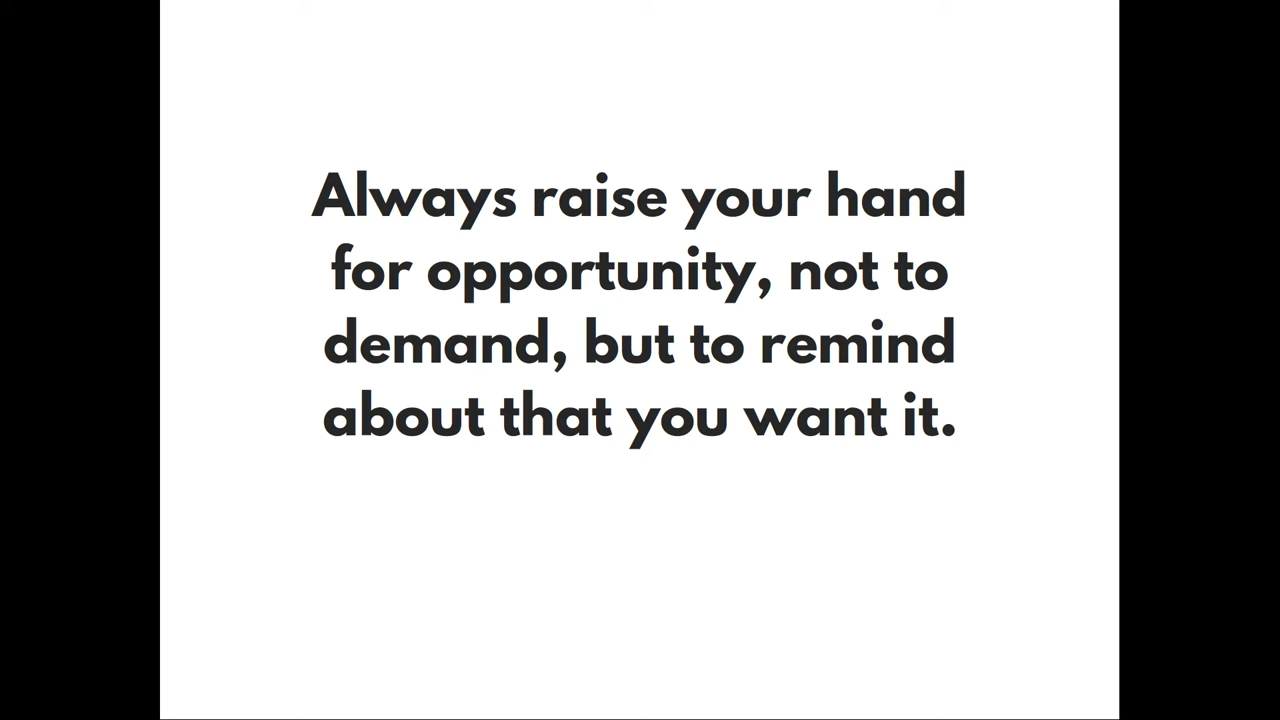 Always raise your hand
for opportunity, not to
demand, but to remind
about that you want it.